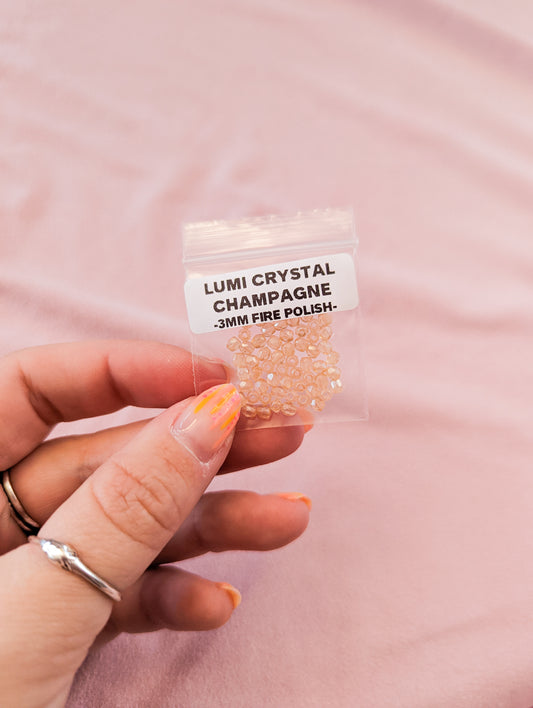 LUMI CRYSTAL
CHAMPAGNE
-3MM FIRE POLISH-